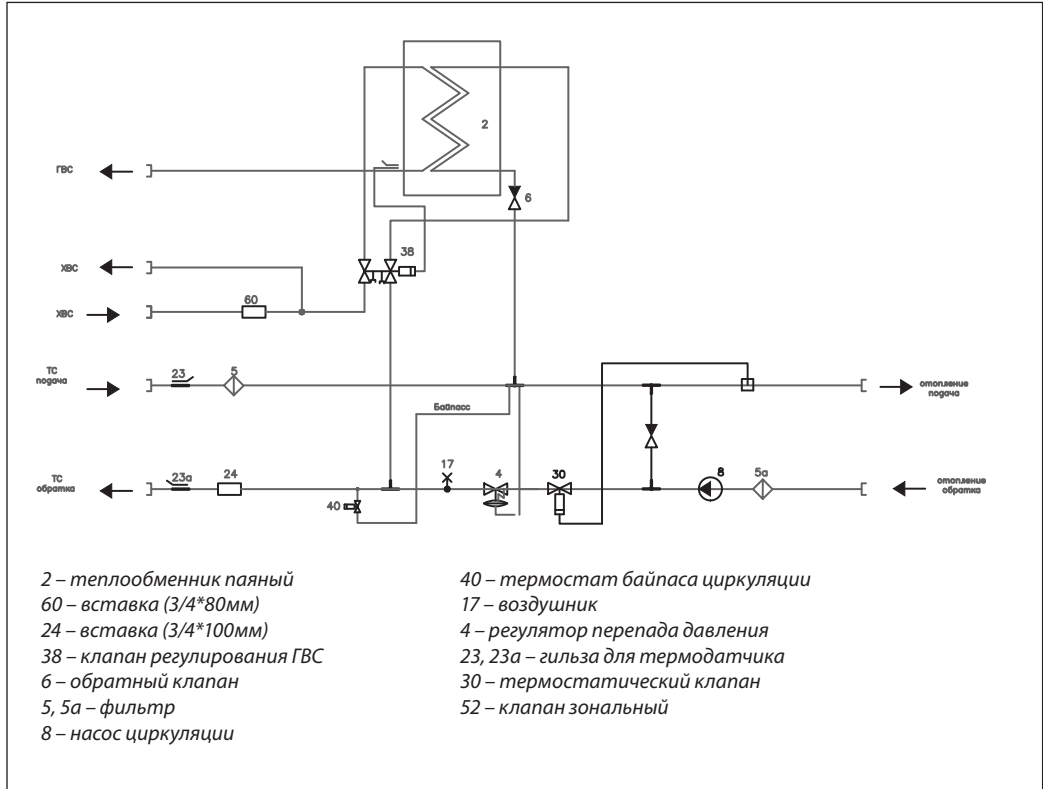 2
ГВС
6
38
ХВС
60
ХВС
ТС
подача
23
5
отопление
подача
Байпасс
ТС
обратка
23а
24
17
4
30
8
5а
отопление
обратка
40
2 – теплообменник паяный
60 – вставка (3/4*80мм)
24 – вставка (3/4*100мм)
38 – клапан регулирования ГВС
6 – обратный клапан
5, 5а – фильтр
8 – насос циркуляции
40 – термостат байпаса циркуляции
17 – воздушник
4 – регулятор перепада давления
23, 23а – гильза для термодатчика
30 – термостатический клапан
52 – клапан зональный